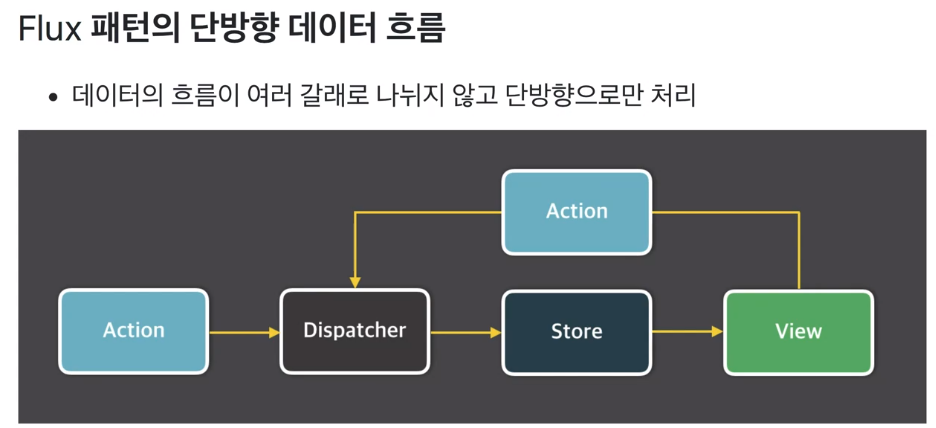 Flux 패턴의 단방향 데이터 흐름
• 데이터의 흐름이 여러 갈래로 나뉘지 않고 단방향으로만 처리
Action
Action
Dispatcher
Store
View